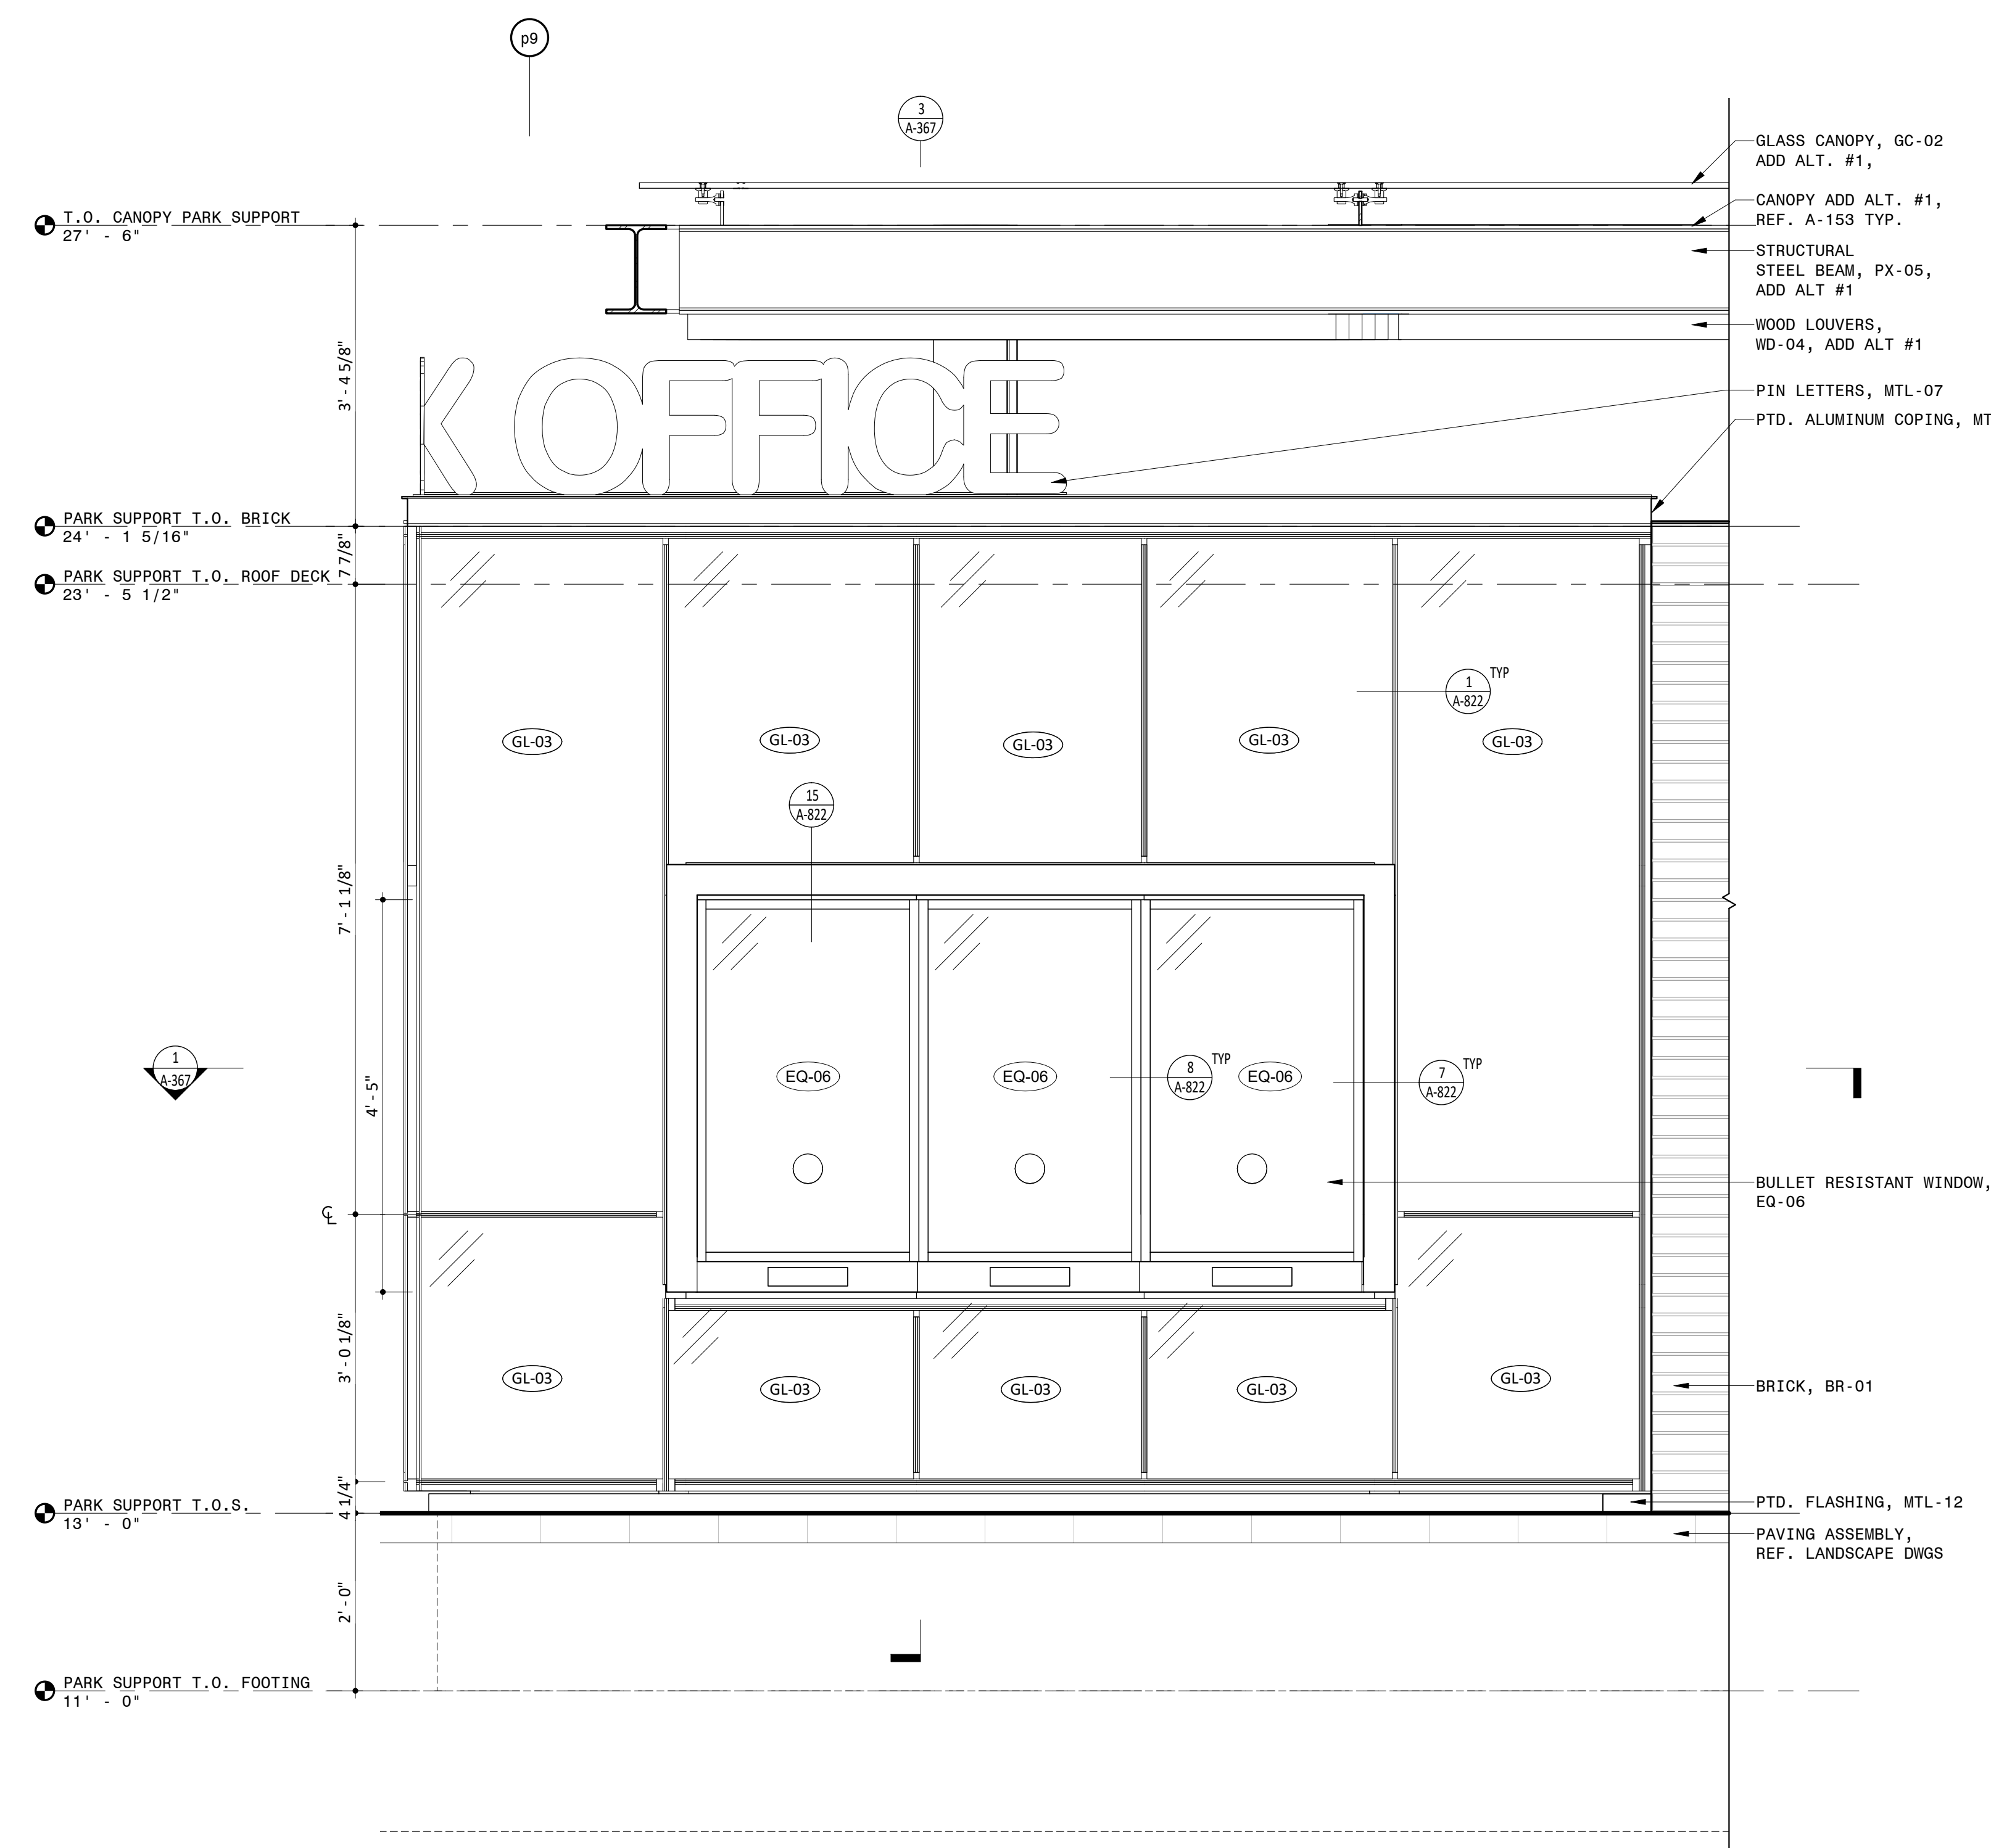 p9
3
A-367
GLASS CANOPY, GC-02
ADD ALT. #1,
CANOPY ADD ALT. #1,
REF. A-153 TYP.
T.O. CANOPY PARK SUPPORT
27' - 6"
STRUCTURAL
STEEL BEAM, PX-05,
ADD ALT #1
WOOD LOUVERS,
WD-04, ADD ALT #1
3' - 4 5/8"
K OFFICE
PIN LETTERS, MTL-07
PTD. ALUMINUM COPING, MT
PARK SUPPORT T.O. BRICK
24' - 1 5/16"
7 7/8"
PARK SUPPORT T.O. ROOF DECK
23' - 5 1/2"
1
A-822
TYP
GL-03
GL-03
GL-03
GL-03
GL-03
15
A-822
7' - 1 1/8"
1
A-367
4' - 5"
EQ-06
EQ-06
8
A-822
TYP
EQ-06
7
A-822
TYP
BULLET RESISTANT WINDOW,
EQ-06
CL
3' - 0 1/8"
GL-03
GL-03
GL-03
GL-03
GL-03
BRICK, BR-01
4 1/4"
PARK SUPPORT T.O.S.
13' - 0"
PTD. FLASHING, MTL-12
PAVING ASSEMBLY,
REF. LANDSCAPE DWGS
2' - 0"
PARK SUPPORT T.O. FOOTING
11' - 0"